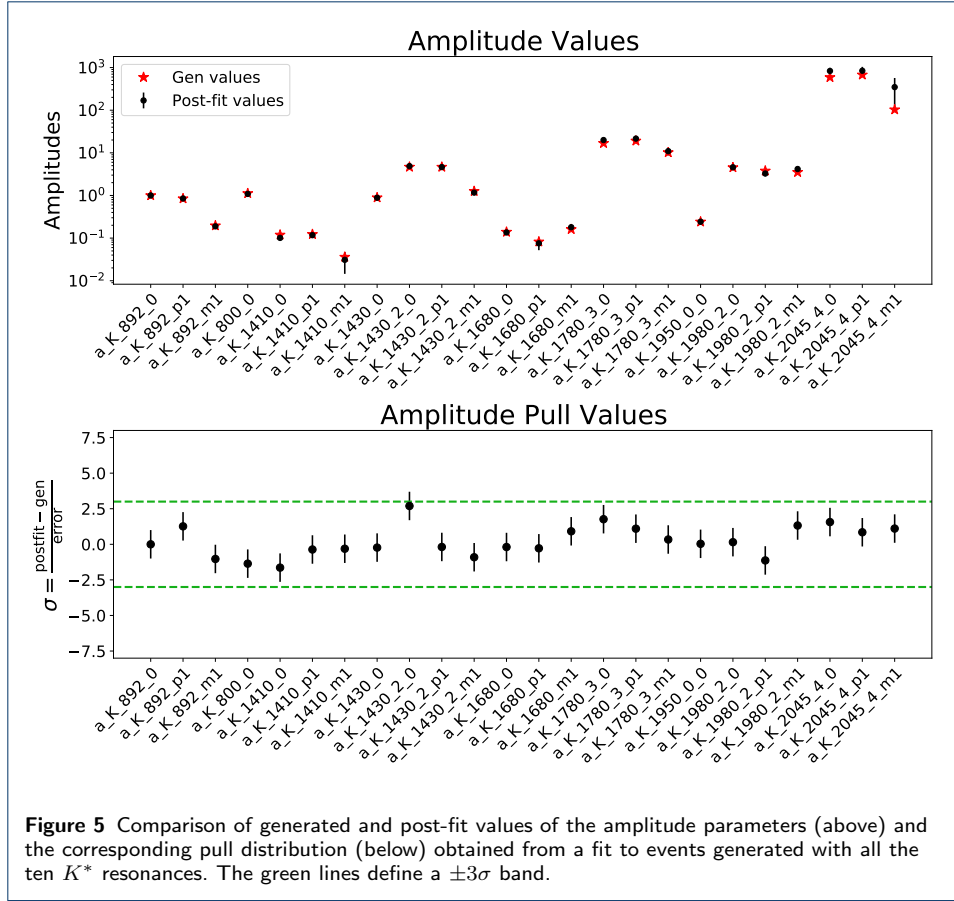 Amplitude Values
Gen values
Post-fit values
Amplitudes
10³
10²
10¹
10⁰
10⁻¹
10⁻²
a_K_892_0
a_K_892_p1
a_K_892_m1
a_K_800_0
a_K_1410_0
a_K_1410_p1
a_K_1410_m1
a_K_1430_0
a_K_1430_2_0
a_K_1430_2_p1
a_K_1430_2_m1
a_K_1680_0
a_K_1680_p1
a_K_1680_m1
a_K_1780_3_0
a_K_1780_3_p1
a_K_1780_3_m1
a_K_1950_0_0
a_K_1980_2_0
a_K_1980_2_p1
a_K_1980_2_m1
a_K_2045_4_0
a_K_2045_4_p1
a_K_2045_4_m1
Amplitude Pull Values
σ = postfit − gen / error
7.5
5.0
2.5
0.0
−2.5
−5.0
−7.5
a_K_892_0
a_K_892_p1
a_K_892_m1
a_K_800_0
a_K_1410_0
a_K_1410_p1
a_K_1410_m1
a_K_1430_0
a_K_1430_2_0
a_K_1430_2_p1
a_K_1430_2_m1
a_K_1680_0
a_K_1680_p1
a_K_1680_m1
a_K_1780_3_0
a_K_1780_3_p1
a_K_1780_3_m1
a_K_1950_0_0
a_K_1980_2_0
a_K_1980_2_p1
a_K_1980_2_m1
a_K_2045_4_0
a_K_2045_4_p1
a_K_2045_4_m1
Figure 5 Comparison of generated and post-fit values of the amplitude parameters (above) and
the corresponding pull distribution (below) obtained from a fit to events generated with all the
ten K* resonances. The green lines define a ±3σ band.